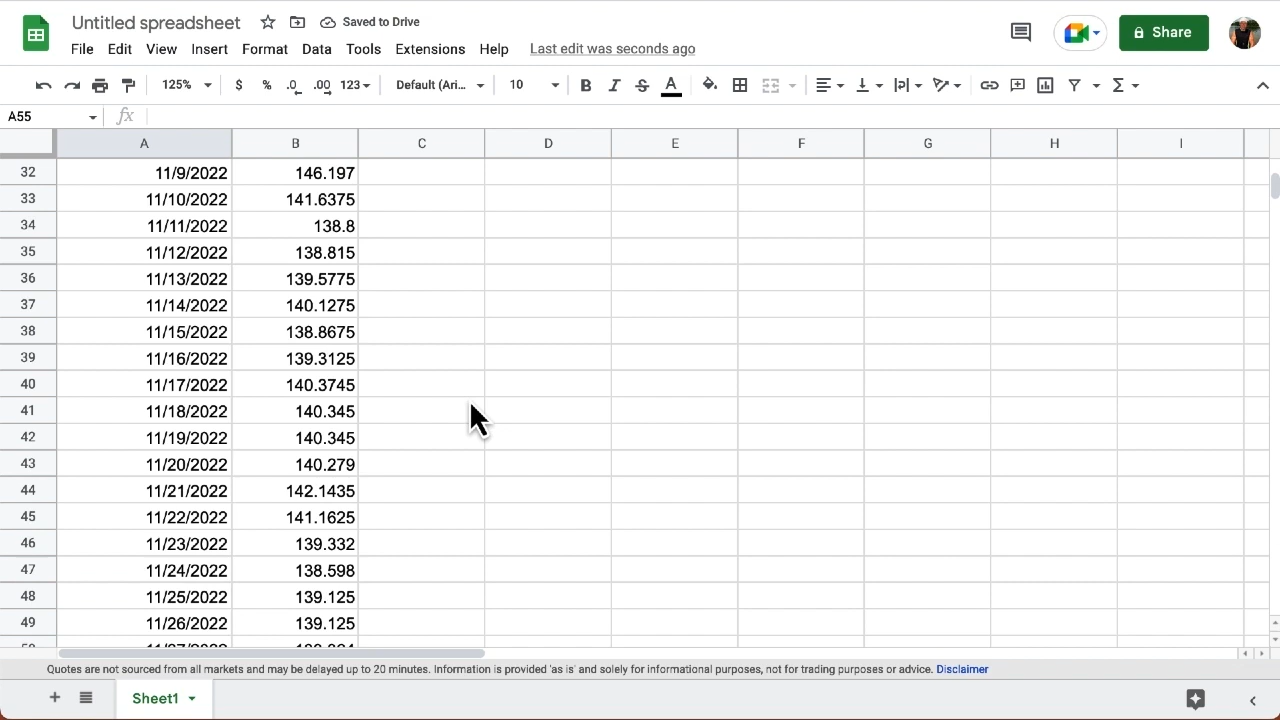 Untitled spreadsheet Saved to Drive
File Edit View Insert Format Data Tools Extensions Help Last edit was seconds ago
Share
125% $ % .0 .00 123 Default (Ari... 10 B I S A
A55 fx
A B C D E F G H I
32 11/9/2022 146.197
33 11/10/2022 141.6375
34 11/11/2022 138.8
35 11/12/2022 138.815
36 11/13/2022 139.5775
37 11/14/2022 140.1275
38 11/15/2022 138.8675
39 11/16/2022 139.3125
40 11/17/2022 140.3745
41 11/18/2022 140.345
42 11/19/2022 140.345
43 11/20/2022 140.279
44 11/21/2022 142.1435
45 11/22/2022 141.1625
46 11/23/2022 139.332
47 11/24/2022 138.598
48 11/25/2022 139.125
49 11/26/2022 139.125
Quotes are not sourced from all markets and may be delayed up to 20 minutes. Information is provided 'as is' and solely for informational purposes, not for trading purposes or advice. Disclaimer
Sheet1